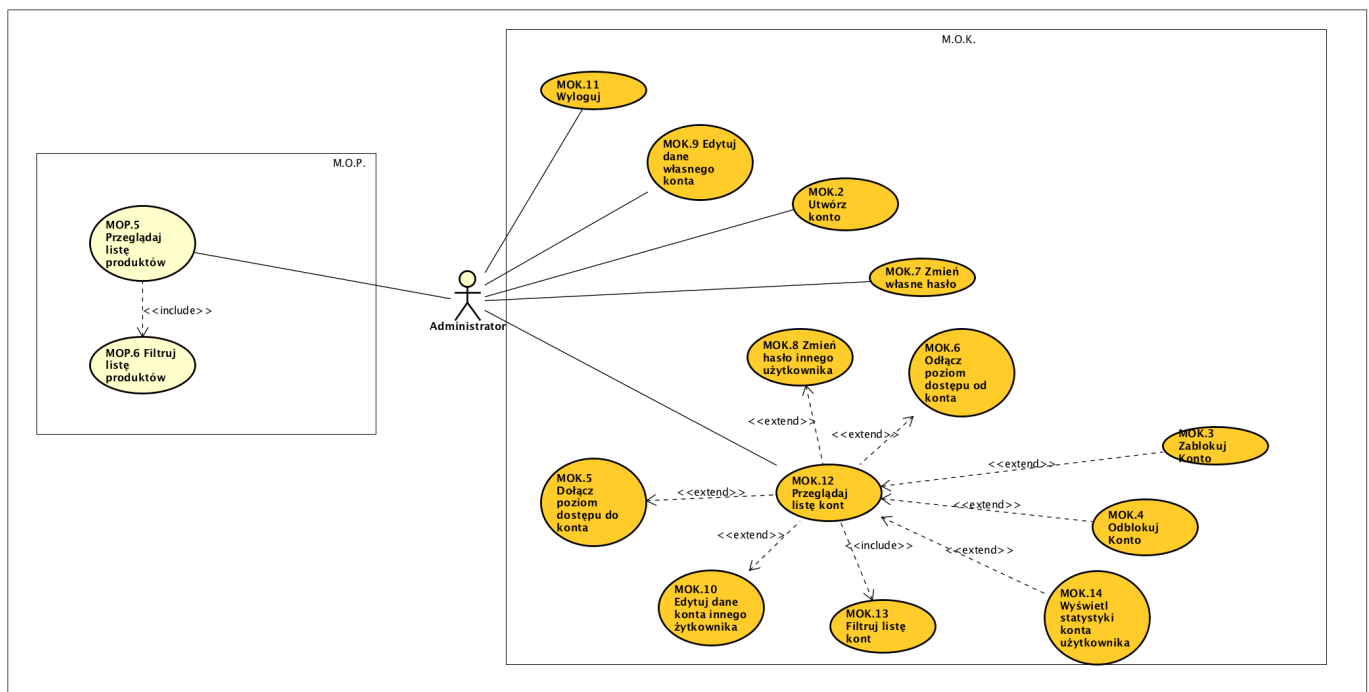 M.O.K.
MOK.11
Wyloguj
MOK.9 Edytuj
dane
własnego
konta
M.O.P.
MOK.2
Utwórz
konto
MOP.5
Przeglądaj
listę
produktów
MOK.7 Zmień
własne hasło
<<include>>
Administrator
MOP.6 Filtruj
listę
produktów
MOK.8 Zmień
hasło innego
użytkownika
MOK.6
Odłącz
poziom
dostępu od
konta
<<extend>>
<<extend>>
MOK.3
Zablokuj
Konto
<<extend>>
MOK.5
Dołącz
poziom
dostępu do
konta
<<extend>>
MOK.12
Przeglądaj
listę kont
<<extend>>
MOK.4
Odblokuj
Konto
<<extend>>
<<include>>
<<extend>>
MOK.10
Edytuj dane
konta innego
żytkownika
MOK.13
Filtruj listę
kont
MOK.14
Wyświetl
statystyki
konta
użytkownika